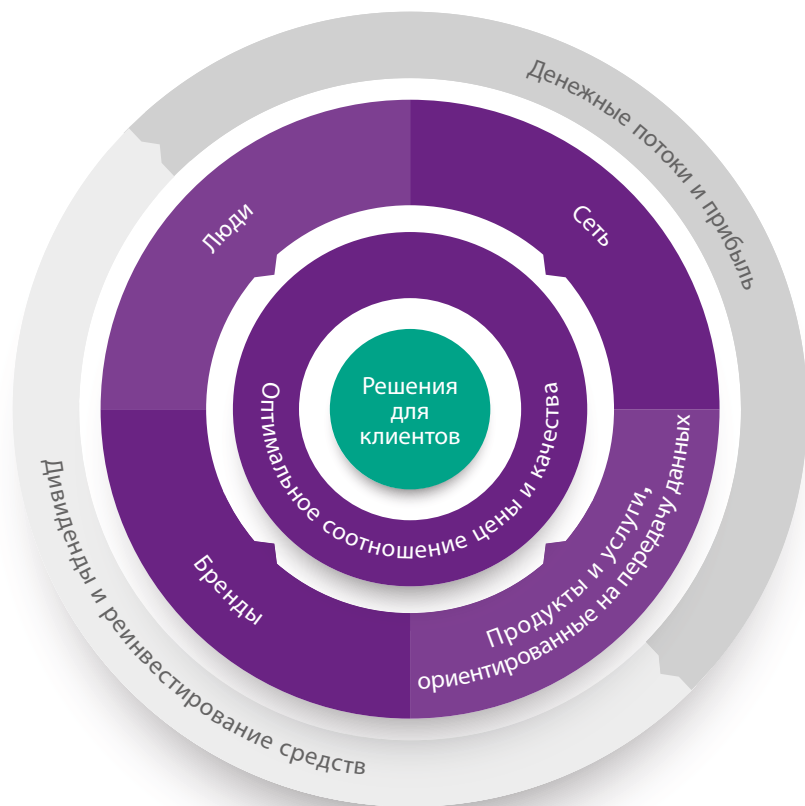 Денежные потоки и прибыль
Люди
Сеть
Решения
для
клиентов
Оптимальное соотношение цены и качества
Бренды
Продукты и услуги,
ориентированные на передачу данных
Дивиденды и реинвестирование средств